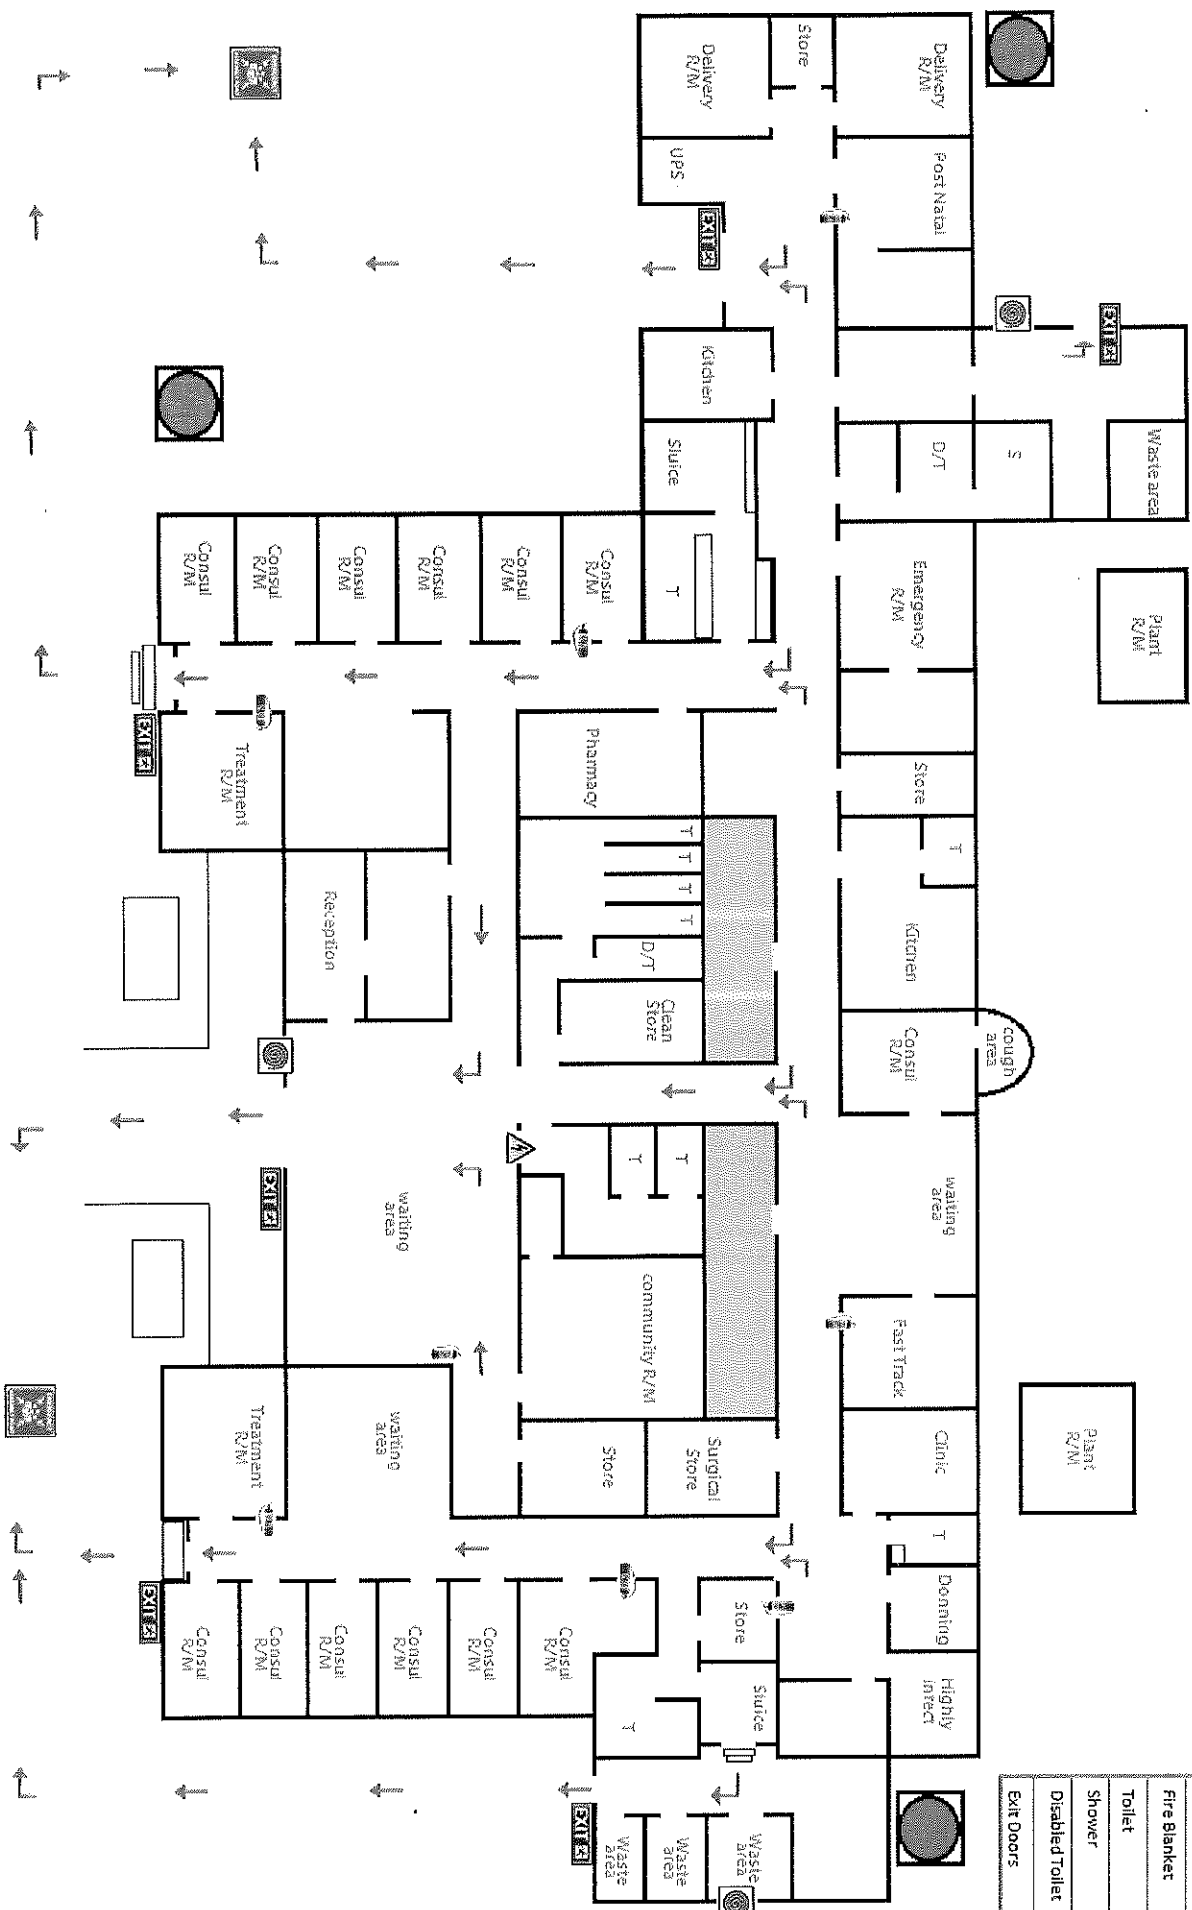 Fire Blanket
Toilet
Shower
Disabled Toilet
Exit Doors
Waste area
EXIT
Plant
R/M
Plant
R/M
S
cough
area
Delivery
R/M
Post Natal
D/T
Emergency
R/M
Store
T
Kitchen
Consul
R/M
waiting
area
Fast Track
Clinic
T
Donning
Highly
infect
Store
Delivery
R/M
UPS
EXIT
Kitchen
Sluice
T
Pharmacy
T
T
T
T
D/T
Clean
Store
T
T
community R/M
Surgical
Store
Store
Store
Sluice
T
Waste
area
Waste
area
Waste
area
EXIT
Consul
R/M
Consul
R/M
Consul
R/M
Consul
R/M
Consul
R/M
Consul
R/M
Treatment
R/M
EXIT
Reception
waiting
area
EXIT
waiting
area
Treatment
R/M
Consul
R/M
Consul
R/M
Consul
R/M
Consul
R/M
Consul
R/M
Consul
R/M
EXIT